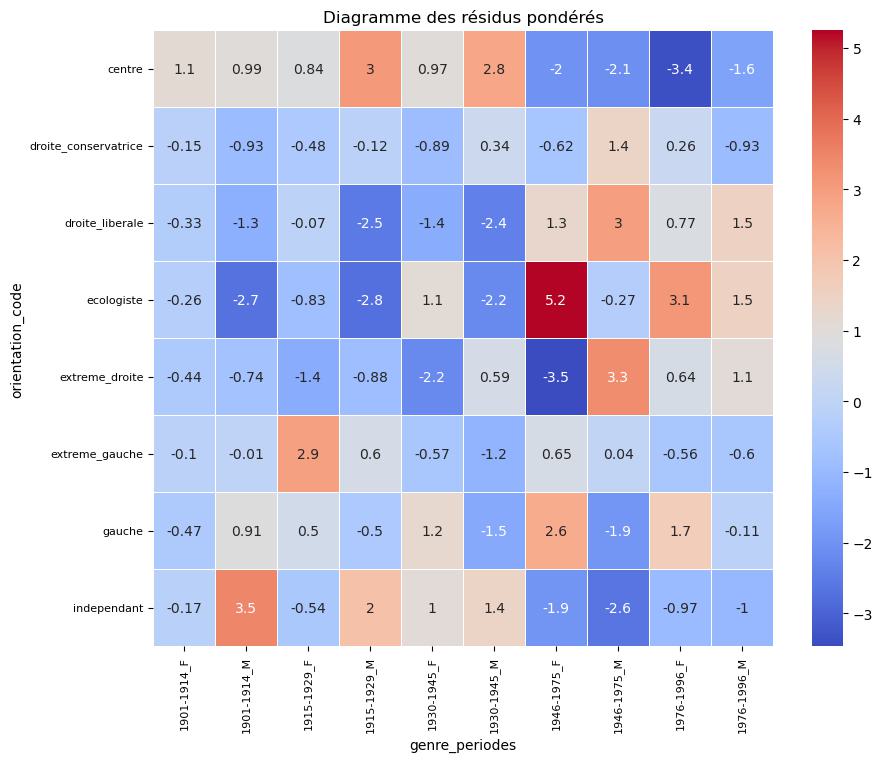 Diagramme des résidus pondérés
centre 1.1 0.99 0.84 3 0.97 2.8 -2 -2.1 -3.4 -1.6
droite_conservatrice -0.15 -0.93 -0.48 -0.12 -0.89 0.34 -0.62 1.4 0.26 -0.93
droite_liberale -0.33 -1.3 -0.07 -2.5 -1.4 -2.4 1.3 3 0.77 1.5
ecologiste -0.26 -2.7 -0.83 -2.8 1.1 -2.2 5.2 -0.27 3.1 1.5
extreme_droite -0.44 -0.74 -1.4 -0.88 -2.2 0.59 -3.5 3.3 0.64 1.1
extreme_gauche -0.1 -0.01 2.9 0.6 -0.57 -1.2 0.65 0.04 -0.56 -0.6
gauche -0.47 0.91 0.5 -0.5 1.2 -1.5 2.6 -1.9 1.7 -0.11
independant -0.17 3.5 -0.54 2 1 1.4 -1.9 -2.6 -0.97 -1
orientation_code
1901-1914_F
1901-1914_M
1915-1929_F
1915-1929_M
1930-1945_F
1930-1945_M
1946-1975_F
1946-1975_M
1976-1996_F
1976-1996_M
genre_periodes
5
4
3
2
1
0
−1
−2
−3